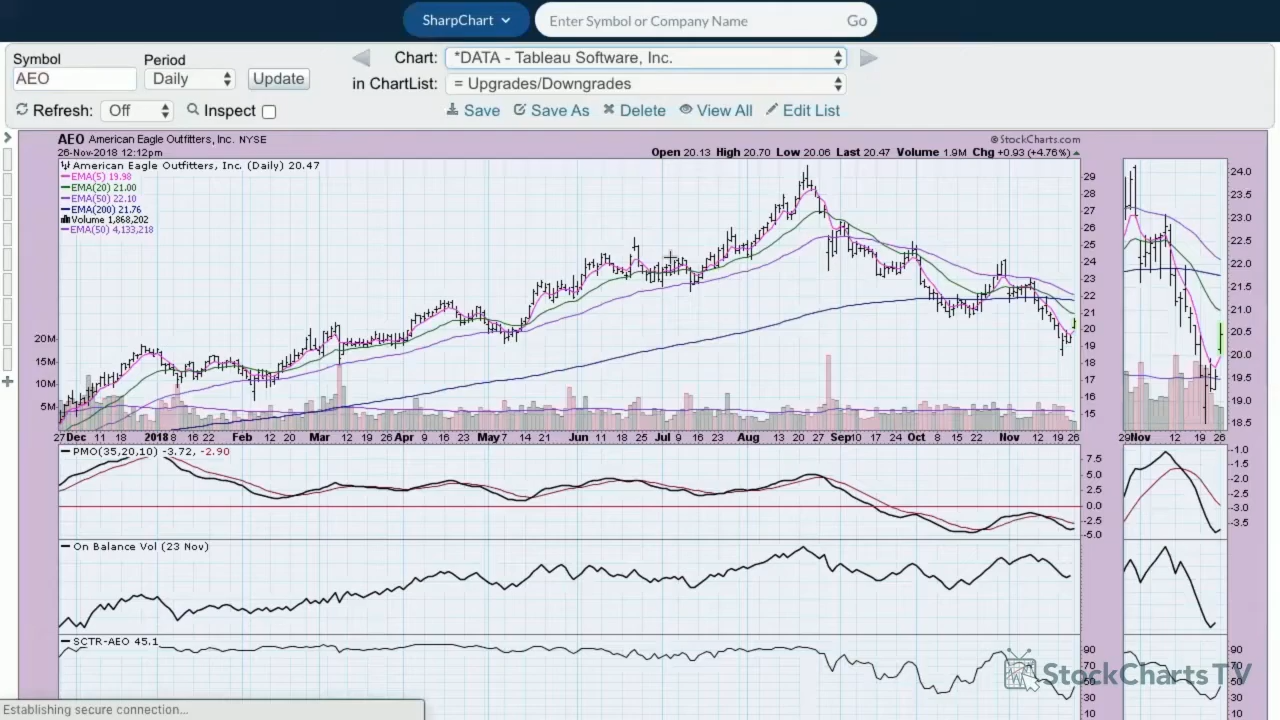 SharpChart
Enter Symbol or Company Name
Go
Symbol
Period
Chart:
*DATA - Tableau Software, Inc.
AEO
Daily
Update
in ChartList:
= Upgrades/Downgrades
Refresh:
Off
Inspect
Save
Save As
Delete
View All
Edit List
AEO American Eagle Outfitters, Inc. NYSE
© StockCharts.com
26-Nov-2018 12:12pm
Open 20.13 High 20.70 Low 20.06 Last 20.47 Volume 1.9M Chg +0.93 (+4.76%)
American Eagle Outfitters, Inc. (Daily) 20.47
EMA(5) 19.98
EMA(20) 21.00
EMA(50) 22.10
EMA(200) 21.76
Volume 1,868,202
EMA(50) 4,133,218
29
28
27
26
25
24
23
22
21
20
19
18
17
16
15
20M
15M
10M
5M
24.0
23.5
23.0
22.5
22.0
21.5
21.0
20.5
20.0
19.5
19.0
18.5
27 Dec 11 18 2018 8 16 22 Feb 12 20 Mar 12 19 26 Apr 9 16 23 May 7 14 21 Jun 11 18 25 Jul 9 16 23 Aug 13 20 27 Sep 10 17 24 Oct 8 15 22 Nov 12 19 26
29 Nov 12 19 26
PMO(35,20,10) -3.72, -2.90
7.5
5.0
2.5
0.0
-2.5
-5.0
-1.0
-1.5
-2.0
-2.5
-3.0
-3.5
On Balance Vol (23 Nov)
SCTR-AEO 45.1
90
70
50
30
10
90
70
50
30
10
StockCharts TV
Establishing secure connection...